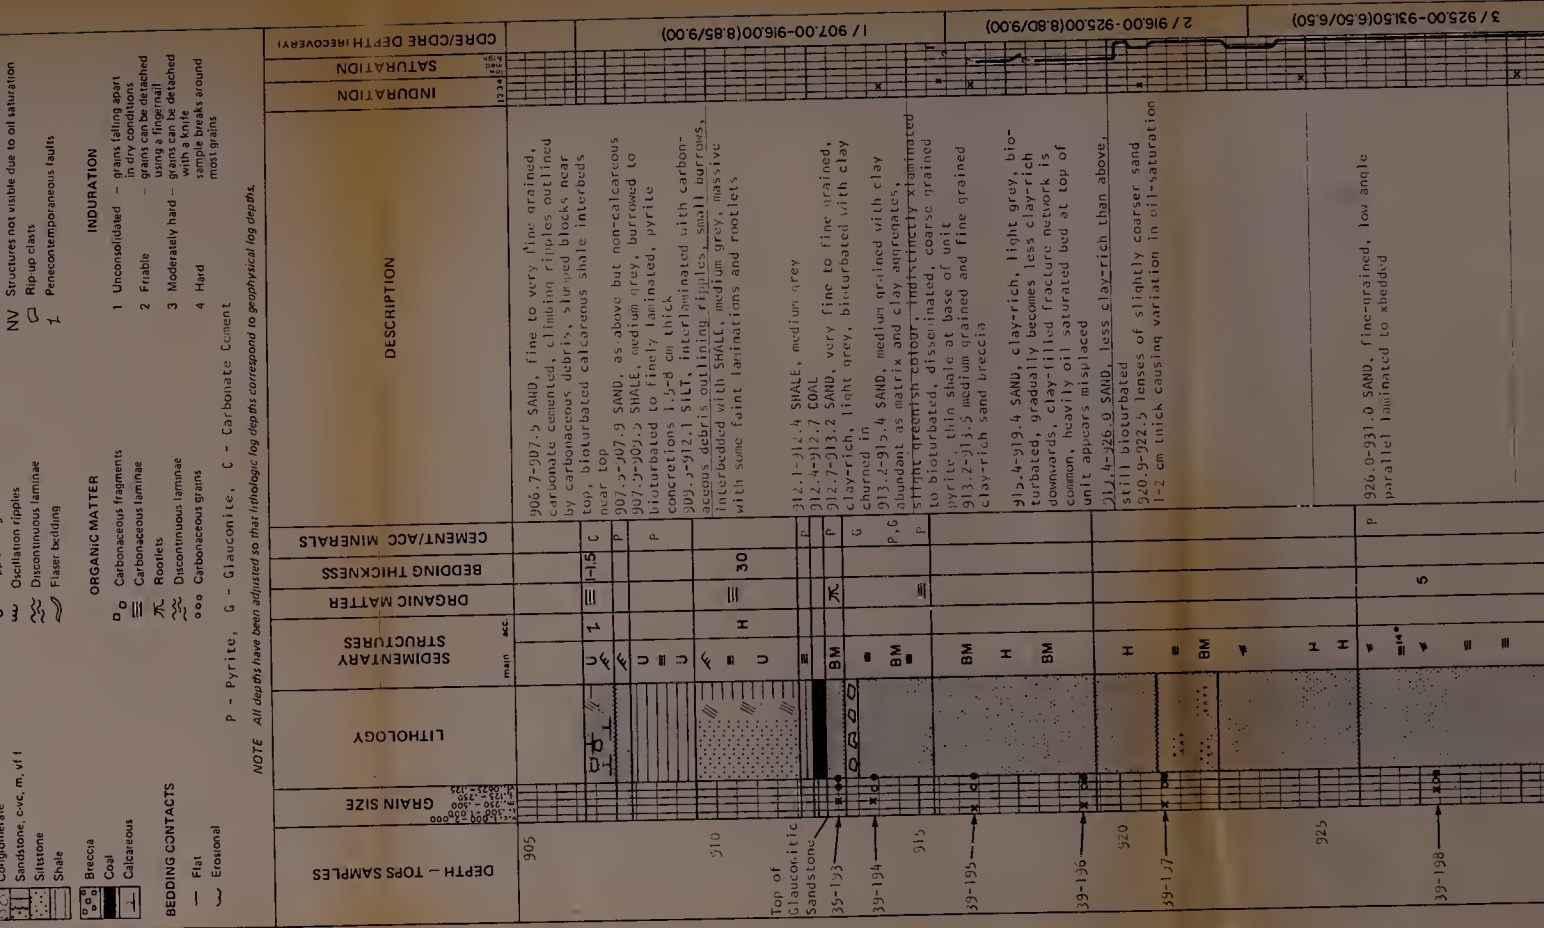 Conglomerate
Sandstone, c-vc, m, vf f
Siltstone
Shale
Breccia
Coal
Calcareous
BEDDING CONTACTS
Flat
Erosional
Oscillation ripples
Discontinuous laminae
Flaser bedding
ORGANIC MATTER
Carbonaceous fragments
Carbonaceous laminae
Rootlets
Discontinuous laminae
Carbonaceous grains
NV Structures not visible due to oil saturation
Rip-up clasts
Penecontemporaneous faults
INDURATION
1 Unconsolidated – grains falling apart
in dry conditions
2 Friable – grains can be detached
using a fingernail
3 Moderately hard – grains can be detached
with a knife
4 Hard sample breaks around
most grains
P - Pyrite, G - Glauconite, C - Carbonate Cement
NOTE All depths have been adjusted so that lithologic log depths correspond to geophysical log depths.
DEPTH – TOPS SAMPLES
GRAIN SIZE
LITHOLOGY
SEDIMENTARY
STRUCTURES
main acc.
ORGANIC MATTER
BEDDING THICKNESS
CEMENT/ACC MINERALS
DESCRIPTION
INDURATION
1 2 3 4
SATURATION
CORE/CORE DEPTH (RECOVERY)
1 / 907.00-916.00(8.85/9.00)
2 / 916.00-925.00(8.80/9.00)
3 / 925.00-931.50(6.50/6.50)
906.7-907.5 SAND, fine to very fine grained,
carbonate cemented, climbing ripples outlined
by carbonaceous debris, slumped blocks near
top, bioturbated calcareous shale interbeds
near top
907.5-907.9 SAND, as above but non-calcareous
907.9-909.5 SHALE, medium grey, burrowed to
bioturbated to finely laminated, pyrite
concretions 1.5-8 cm thick
909.5-912.1 SILT, interlaminated with carbon-
aceous debris outlining ripples, small burrows,
interbedded with SHALE, medium grey, massive
with some faint laminations and rootlets
912.1-912.4 SHALE, medium grey
912.4-912.7 COAL
912.7-913.2 SAND, very fine to fine grained,
clay-rich, light grey, bioturbated with clay
churned in
913.2-915.4 SAND, medium grained with clay
abundant as matrix and clay aggregates,
slight greenish colour, indistinctly xlaminated
to bioturbated, disseminated, coarse grained
pyrite, thin shale at base of unit
913.2-913.5 medium grained and fine grained
clay-rich sand breccia
915.4-919.4 SAND, clay-rich, light grey, bio-
turbated, gradually becomes less clay-rich
downwards, clay-filled fracture network is
common, heavily oil saturated bed at top of
unit appears misplaced
919.4-926.0 SAND, less clay-rich than above,
still bioturbated
920.9-922.5 lenses of slightly coarser sand
1-2 cm thick causing variation in oil-saturation
926.0-931.0 SAND, fine-grained, low angle
parallel laminated to xbedded
C
P
P
P
P
G
P,G
P
P
1-1.5
30
5
U
F
F
U
U
F
U
H
BM
BM
BM
H
BM
H
BM
H
H
14°
905
910
915
920
925
Top of
Glauconitic
Sandstone
39-193
39-194
39-195
39-196
39-197
39-198